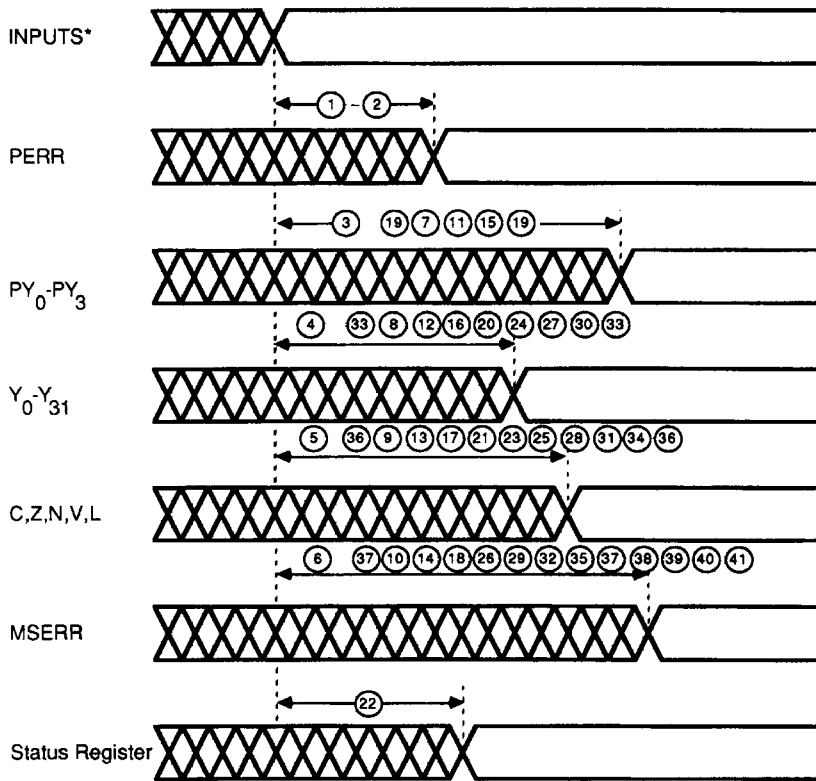 INPUTS*
1 – 2
PERR
3 19 7 11 15 19
PY0-PY3
4 33 8 12 16 20 24 27 30 33
Y0-Y31
5 36 9 13 17 21 23 25 28 31 34 36
C,Z,N,V,L
6 37 10 14 18 26 29 32 35 37 38 39 40 41
MSERR
22
Status Register